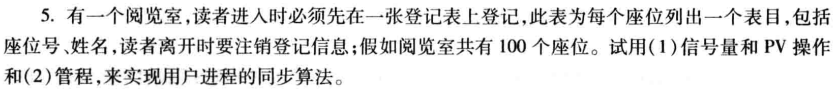 5. 有一个阅览室,读者进入时必须先在一张登记表上登记,此表为每个座位列出一个表目,包括
座位号、姓名,读者离开时要注销登记信息;假如阅览室共有 100 个座位。试用(1)信号量和 PV 操作
和(2)管程,来实现用户进程的同步算法。